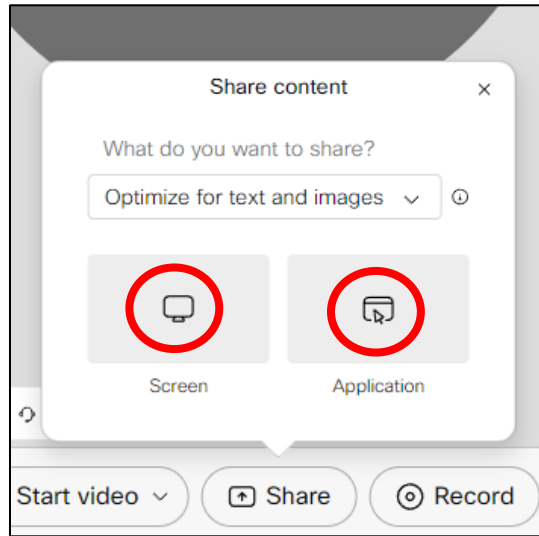 Share content
What do you want to share?
Optimize for text and images
Screen
Application
Start video
Share
Record